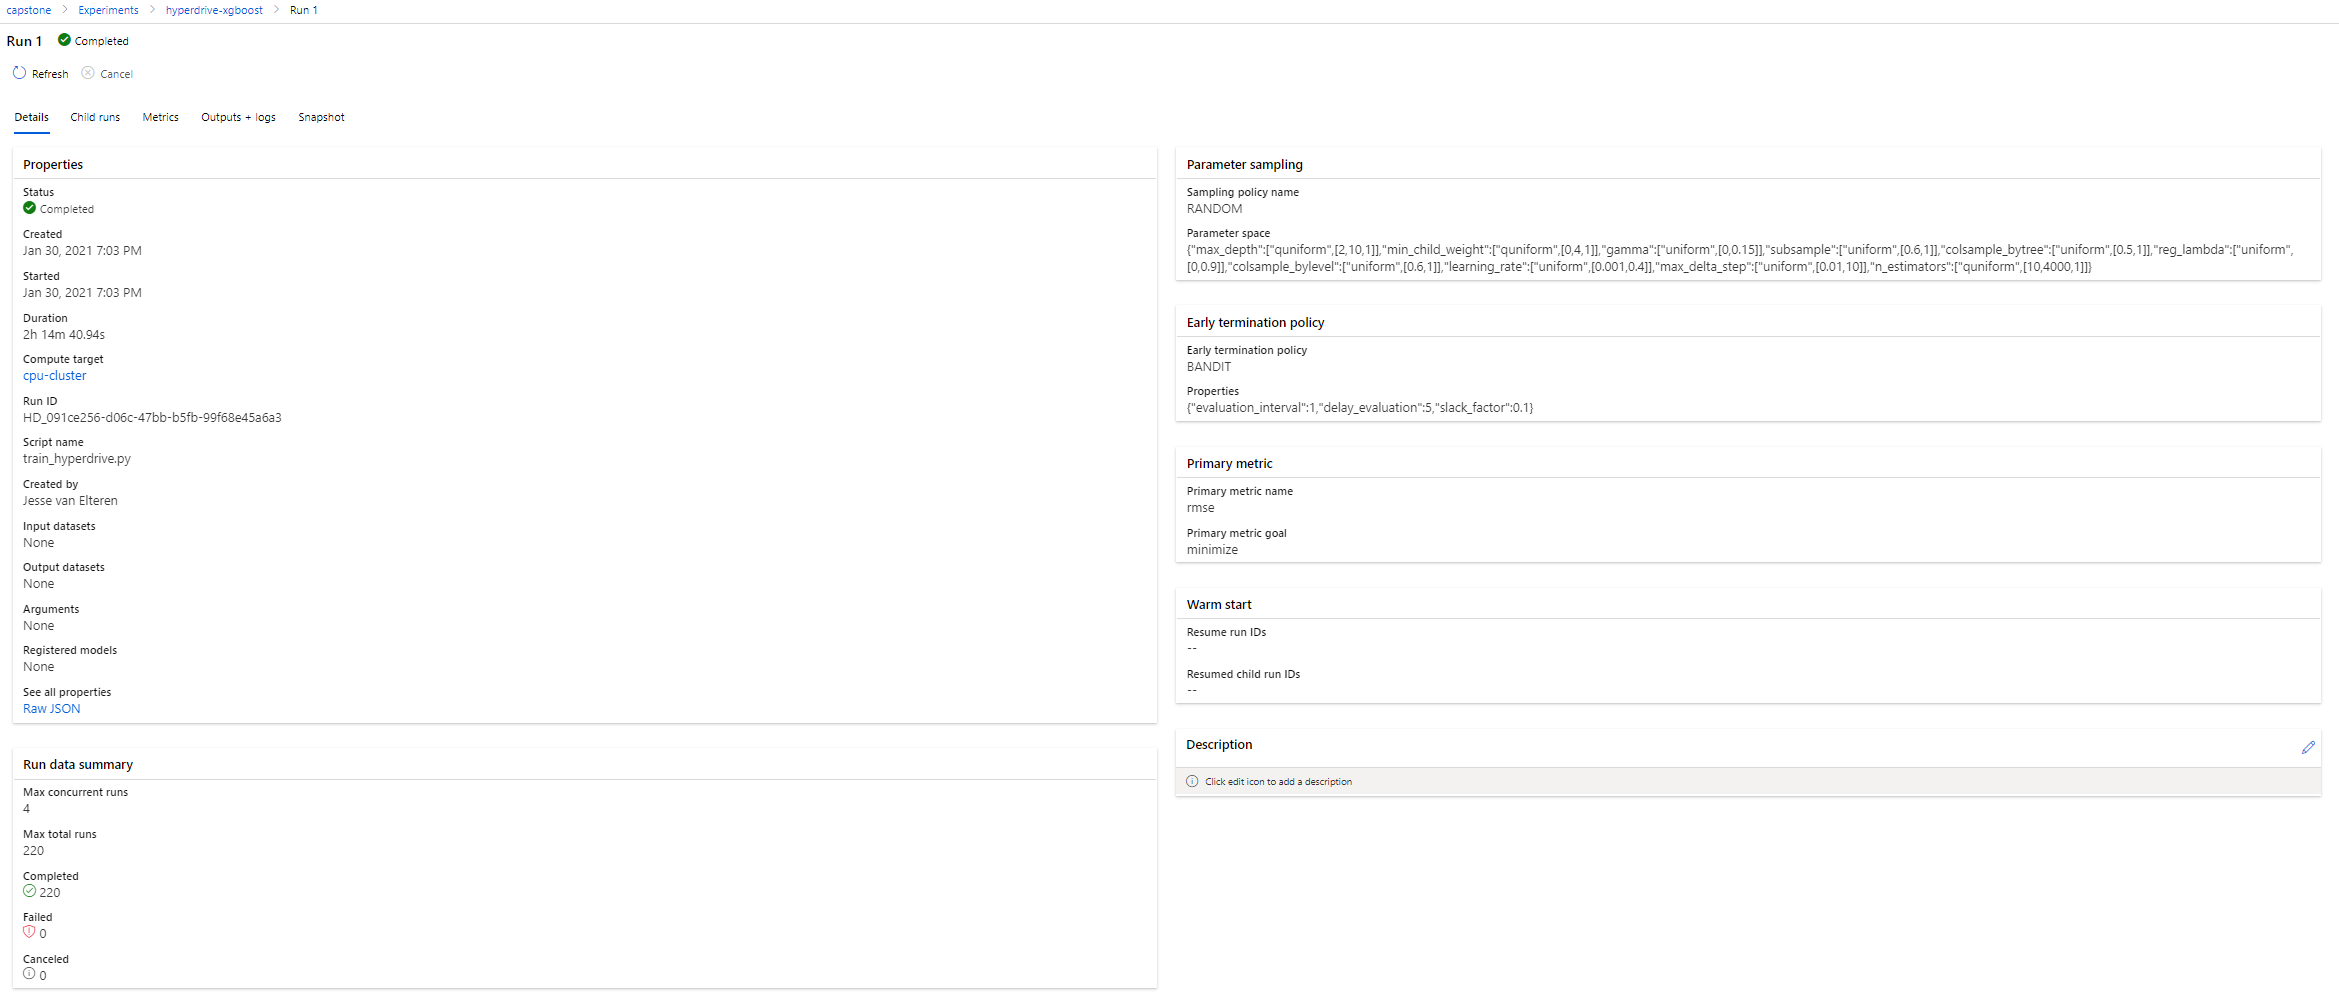 capstone > Experiments > hyperdrive-xgboost > Run 1
Run 1 Completed
Refresh Cancel
Details Child runs Metrics Outputs + logs Snapshot
Properties
Status
Completed
Created
Jan 30, 2021 7:03 PM
Started
Jan 30, 2021 7:03 PM
Duration
2h 14m 40.94s
Compute target
cpu-cluster
Run ID
HD_091ce256-d06c-47bb-b5fb-99f68e45a6a3
Script name
train_hyperdrive.py
Created by
Jesse van Elteren
Input datasets
None
Output datasets
None
Arguments
None
Registered models
None
See all properties
Raw JSON
Run data summary
Max concurrent runs
4
Max total runs
220
Completed
220
Failed
0
Canceled
0
Parameter sampling
Sampling policy name
RANDOM
Parameter space
{"max_depth":["quniform",[2,10,1]],"min_child_weight":["quniform",[0,4,1]],"gamma":["uniform",[0,0.15]],"subsample":["uniform",[0.6,1]],"colsample_bytree":["uniform",[0.5,1]],"reg_lambda":["uniform",
[0,0.9]],"colsample_bylevel":["uniform",[0.6,1]],"learning_rate":["uniform",[0.001,0.4]],"max_delta_step":["uniform",[0.01,10]],"n_estimators":["quniform",[10,4000,1]]}
Early termination policy
Early termination policy
BANDIT
Properties
{"evaluation_interval":1,"delay_evaluation":5,"slack_factor":0.1}
Primary metric
Primary metric name
rmse
Primary metric goal
minimize
Warm start
Resume run IDs
--
Resumed child run IDs
--
Description
Click edit icon to add a description